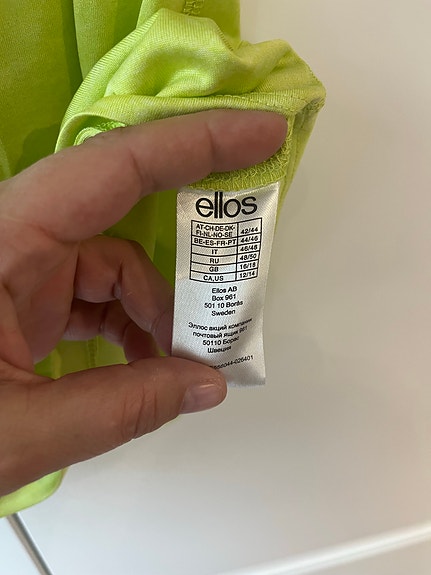 ellos
AT-CH-DE-DK-
FI-NL-NO-SE 42/44
BE-ES-FR-PT 44/46
IT 46/48
RU 48/50
GB 16/18
CA,US 12/14
Ellos AB
Box 961
501 10 Borås
Sweden
Эллос акций компани
почтовый ящик 961
50110 Борас
Швеция